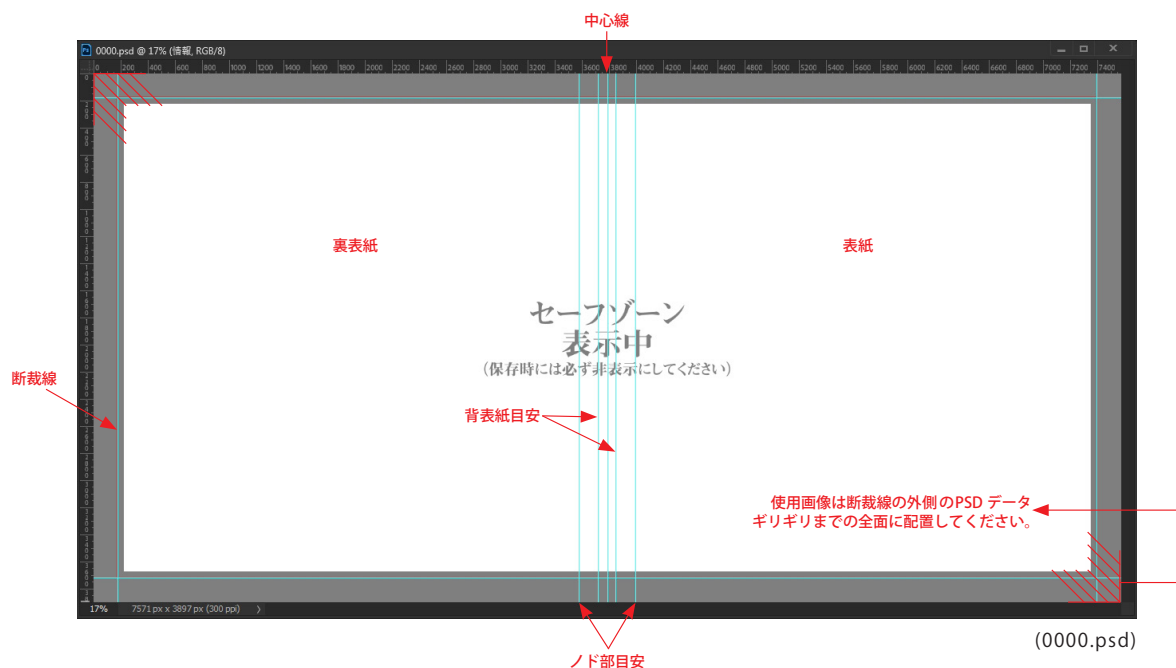 中心線
0000.psd @ 17% (情報, RGB/8)
0 200 400 600 800 1000 1200 1400 1600 1800 2000 2200 2400 2600 2800 3000 3200 3400 3600 3800 4000 4200 4400 4600 4800 5000 5200 5400 5600 5800 6000 6200 6400 6600 6800 7000 7200 7400
裏表紙
表紙
セーフゾーン
表示中
(保存時には必ず非表示にしてください)
断裁線
背表紙目安
使用画像は断裁線の外側のPSD データ
ギリギリまでの全面に配置してください。
17% 7571 px x 3897 px (300 ppi)
(0000.psd)
ノド部目安